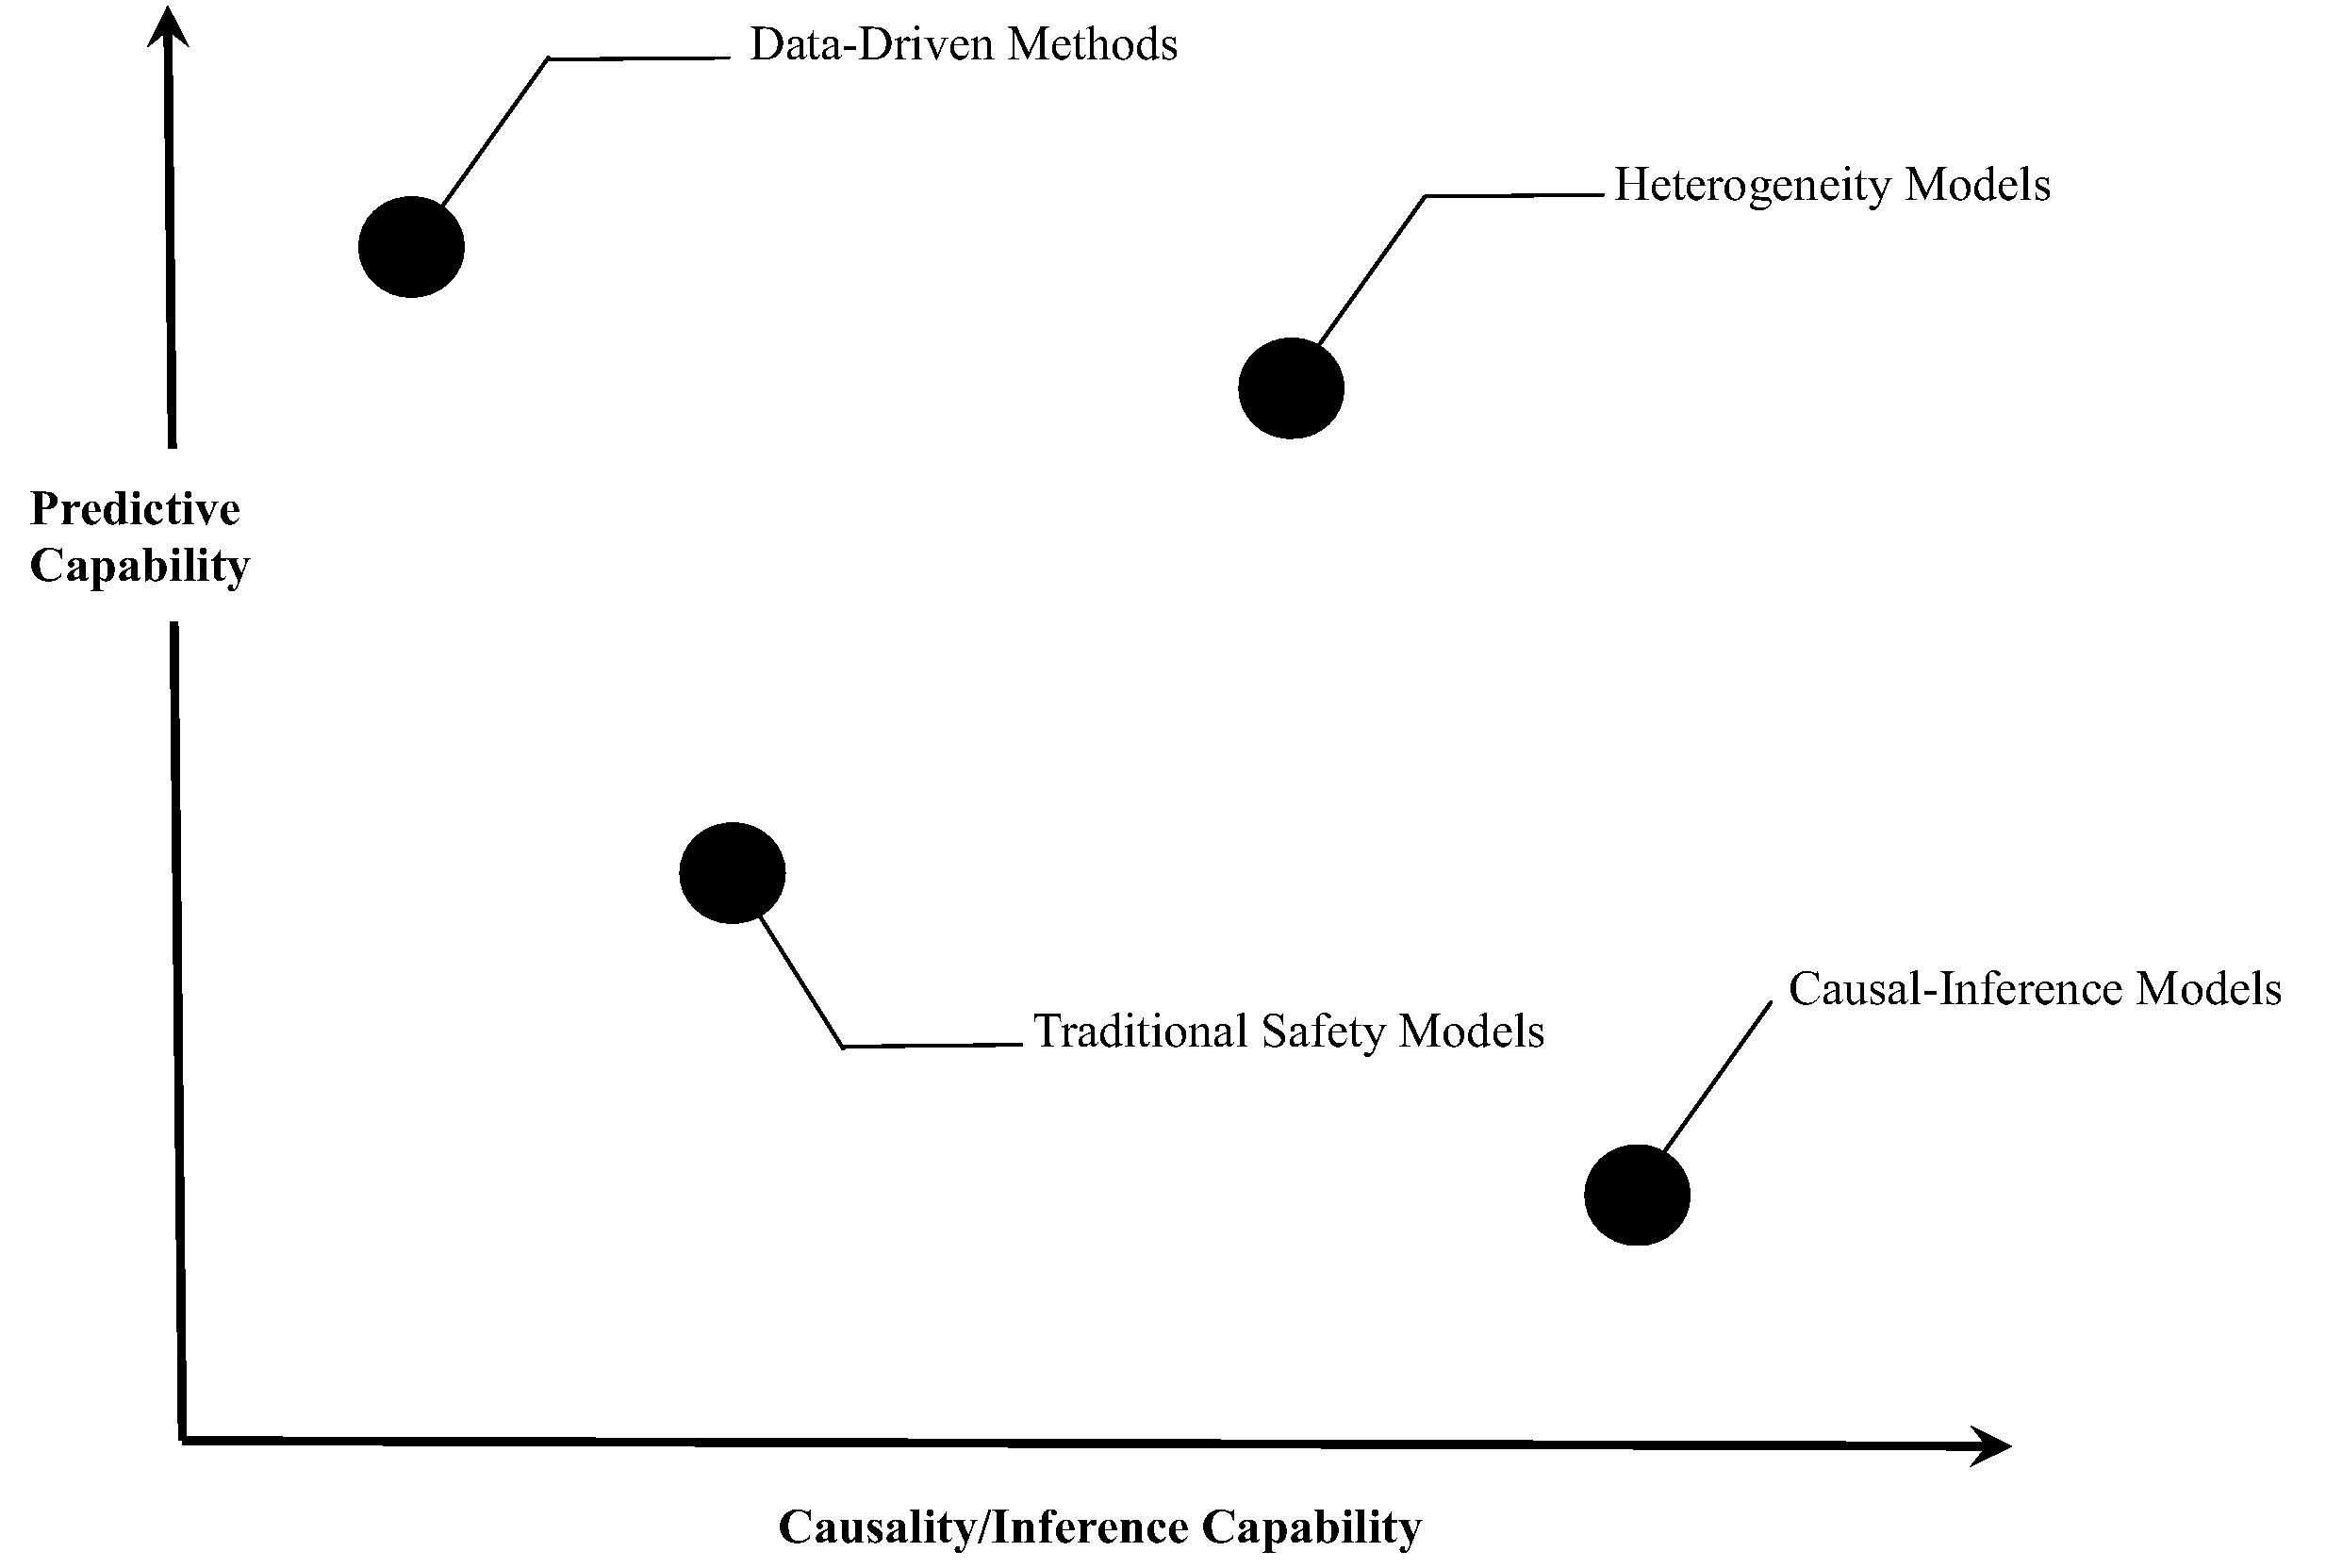 Data-Driven Methods
Heterogeneity Models
Predictive
Capability
Causal-Inference Models
Traditional Safety Models
Causality/Inference Capability